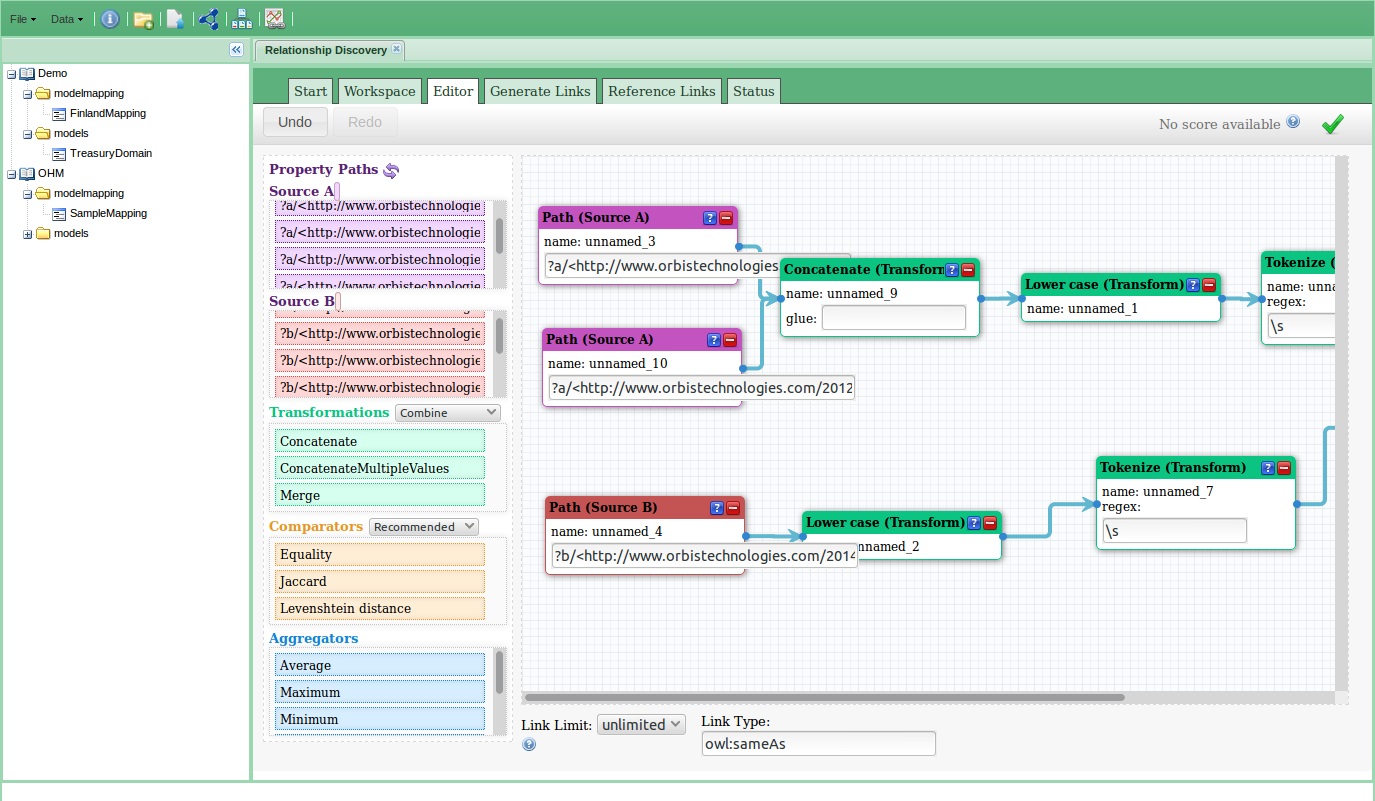 File Data
Relationship Discovery
Demo
modelmapping
FinlandMapping
models
TreasuryDomain
OHM
modelmapping
SampleMapping
models
Start Workspace Editor Generate Links Reference Links Status
Undo Redo
No score available
Property Paths
Source A
?a/<http://www.orbistechnologie
?a/<http://www.orbistechnologie
?a/<http://www.orbistechnologie
?a/<http://www.orbistechnologie
Source B
?b/<http://www.orbistechnologie
?b/<http://www.orbistechnologie
?b/<http://www.orbistechnologie
Transformations Combine
Concatenate
ConcatenateMultipleValues
Merge
Comparators Recommended
Equality
Jaccard
Levenshtein distance
Aggregators
Average
Maximum
Minimum
Path (Source A)
name: unnamed_3
?a/<http://www.orbistechnologies
Path (Source A)
name: unnamed_10
?a/<http://www.orbistechnologies.com/2012
Concatenate (Transforn
name: unnamed_9
glue:
Lower case (Transform)
name: unnamed_1
Tokenize (
name: unna
regex:
\s
Path (Source B)
name: unnamed_4
?b/<http://www.orbistechnologies.com/2014
Lower case (Transform)
nnamed_2
Tokenize (Transform)
name: unnamed_7
regex:
\s
Link Limit: unlimited
Link Type:
owl:sameAs